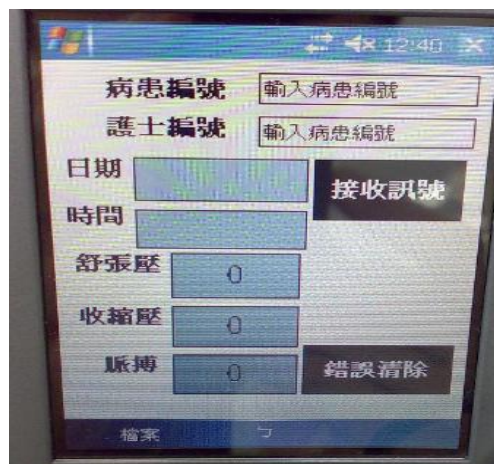 12:40
病患編號 輸入病患編號
護士編號 輸入病患編號
日期
接收訊號
時間
舒張壓 0
收縮壓 0
脈搏 0 錯誤清除
檔案 ㄅ